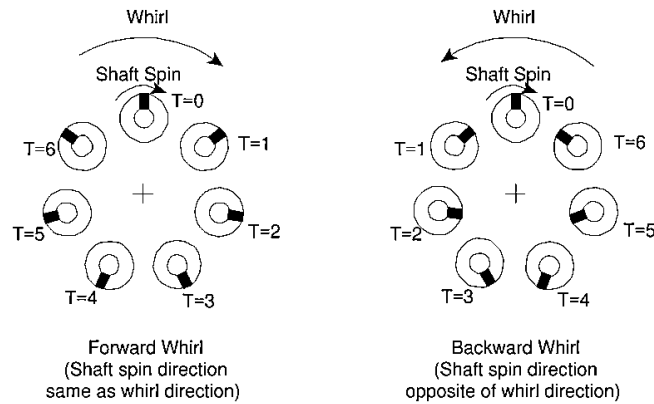 Whirl
Shaft Spin
T=0
T=1
T=2
T=3
T=4
T=5
T=6
Forward Whirl
(Shaft spin direction
same as whirl direction)
Whirl
Shaft Spin
T=0
T=1
T=2
T=3
T=4
T=5
T=6
Backward Whirl
(Shaft spin direction
opposite of whirl direction)